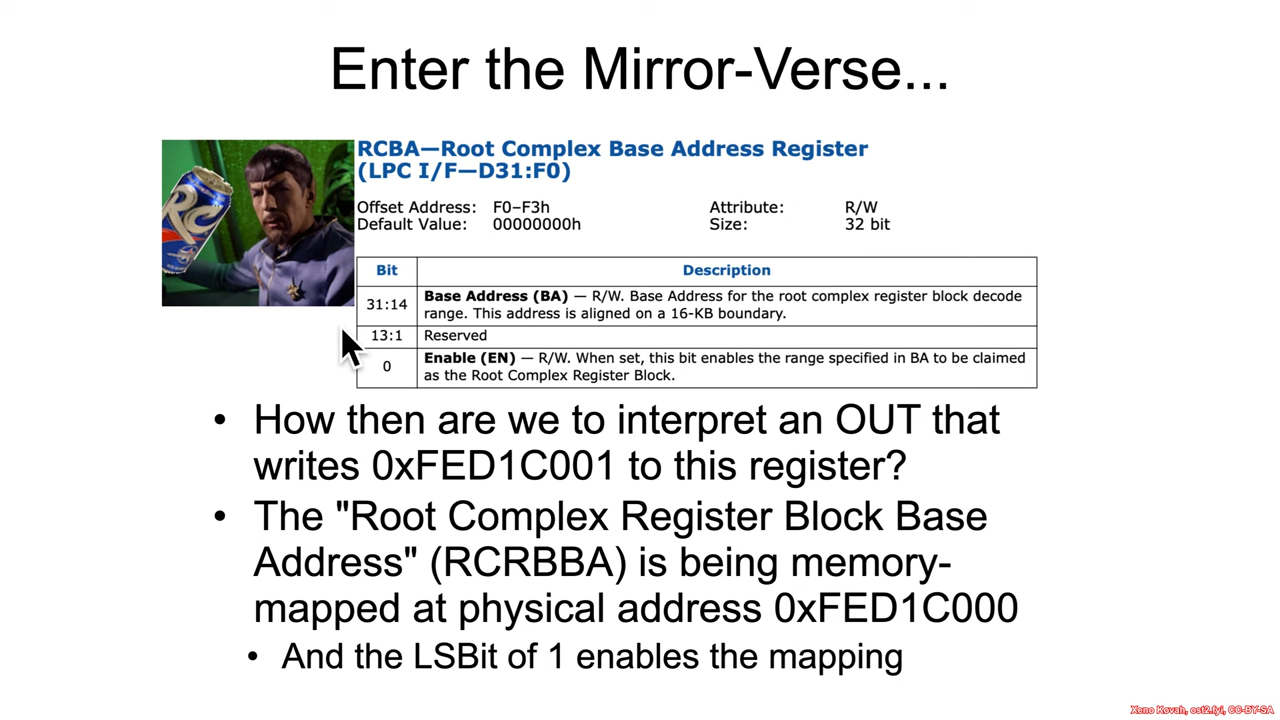 Enter the Mirror-Verse...
RC
RCBA—Root Complex Base Address Register
(LPC I/F—D31:F0)
Offset Address: F0–F3h Attribute: R/W
Default Value: 00000000h Size: 32 bit
Bit Description
31:14 Base Address (BA) — R/W. Base Address for the root complex register block decode
range. This address is aligned on a 16-KB boundary.
13:1 Reserved
0 Enable (EN) — R/W. When set, this bit enables the range specified in BA to be claimed
as the Root Complex Register Block.
• How then are we to interpret an OUT that
writes 0xFED1C001 to this register?
• The "Root Complex Register Block Base
Address" (RCRBBA) is being memory-
mapped at physical address 0xFED1C000
• And the LSBit of 1 enables the mapping
Xeno Kovah, ost2.fyi, CC-BY-SA